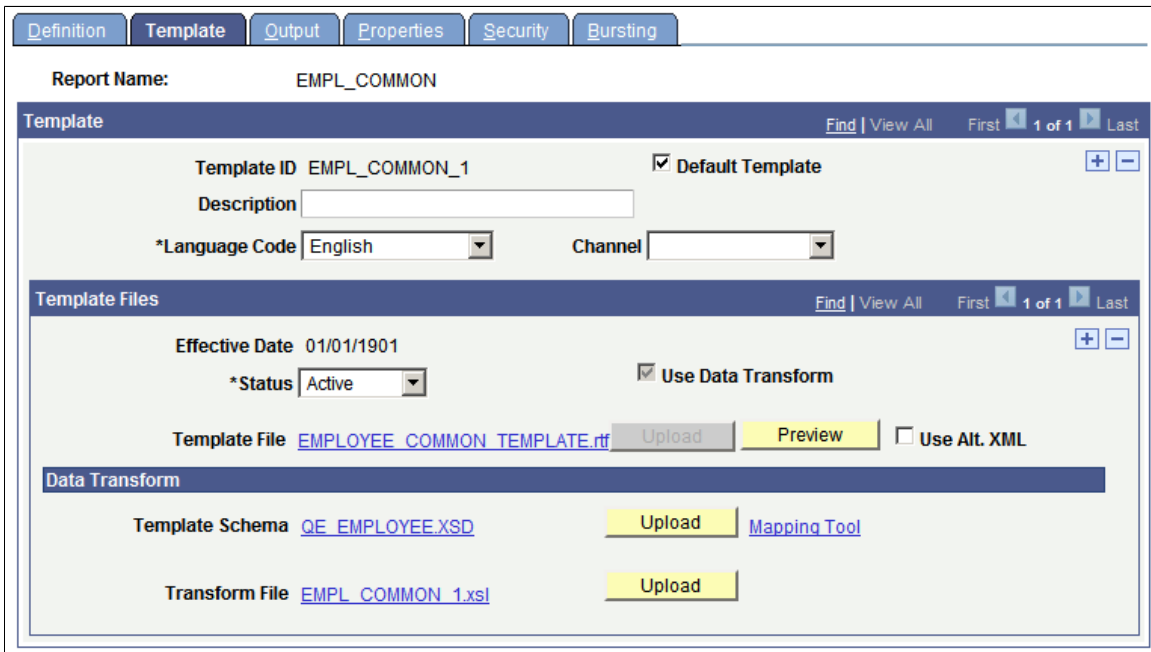 Definition Template Output Properties Security Bursting
Report Name: EMPL_COMMON
Template Find | View All First 1 of 1 Last
Template ID EMPL_COMMON_1 Default Template
Description
*Language Code English Channel
Template Files Find | View All First 1 of 1 Last
Effective Date 01/01/1901
*Status Active Use Data Transform
Template File EMPLOYEE_COMMON_TEMPLATE.rtf Upload Preview Use Alt. XML
Data Transform
Template Schema QE_EMPLOYEE.XSD Upload Mapping Tool
Transform File EMPL_COMMON_1.xsl Upload